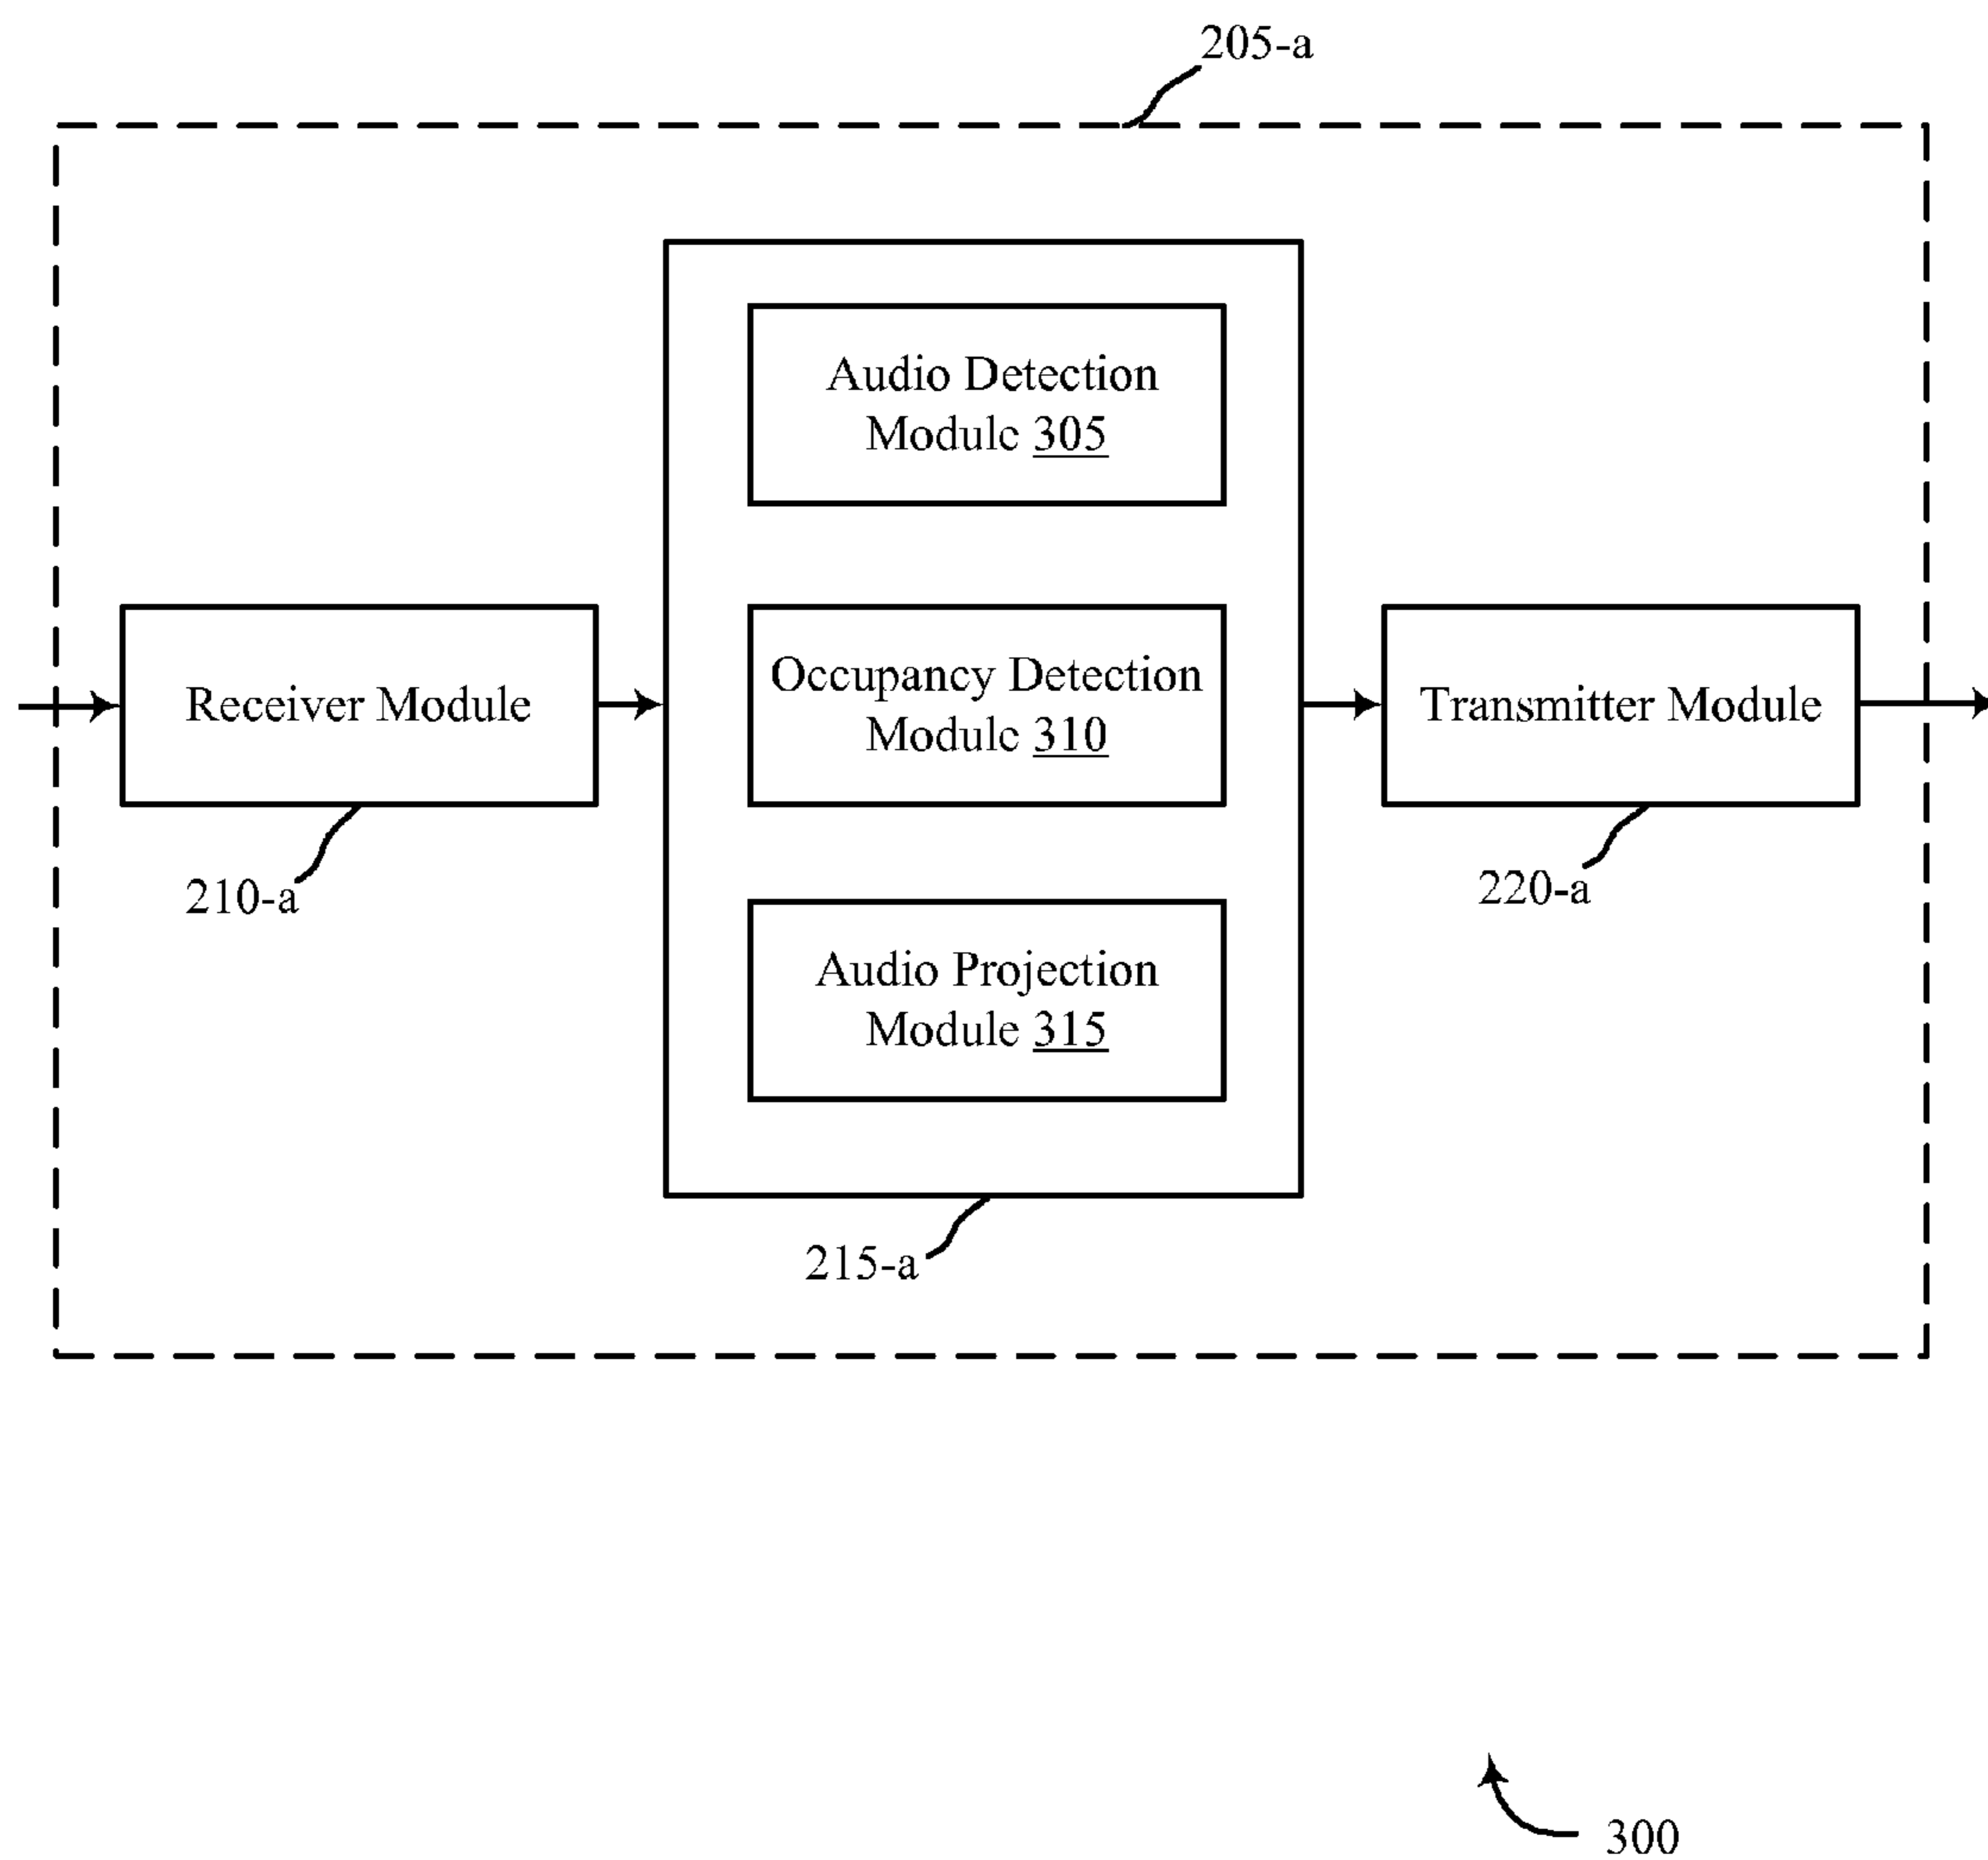 205-a
Audio Detection
Module 305
Receiver Module
Occupancy Detection
Module 310
Transmitter Module
210-a
220-a
Audio Projection
Module 315
215-a
300